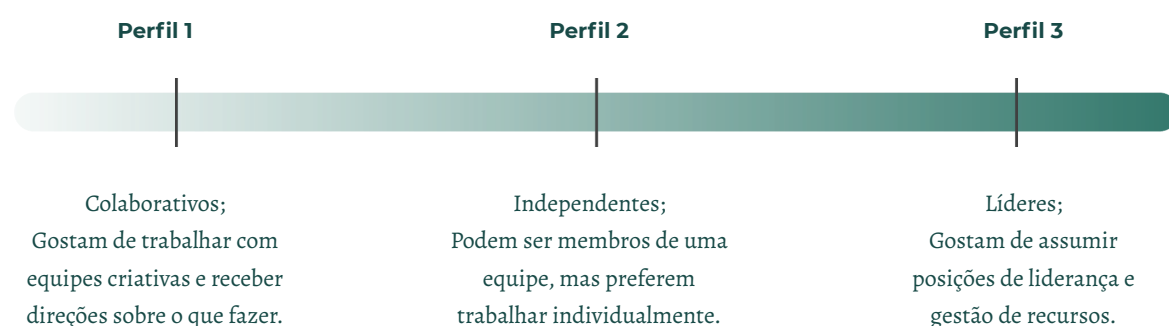 Perfil 1
Colaborativos;
Gostam de trabalhar com
equipes criativas e receber
direções sobre o que fazer.
Perfil 2
Independentes;
Podem ser membros de uma
equipe, mas preferem
trabalhar individualmente.
Perfil 3
Líderes;
Gostam de assumir
posições de liderança e
gestão de recursos.